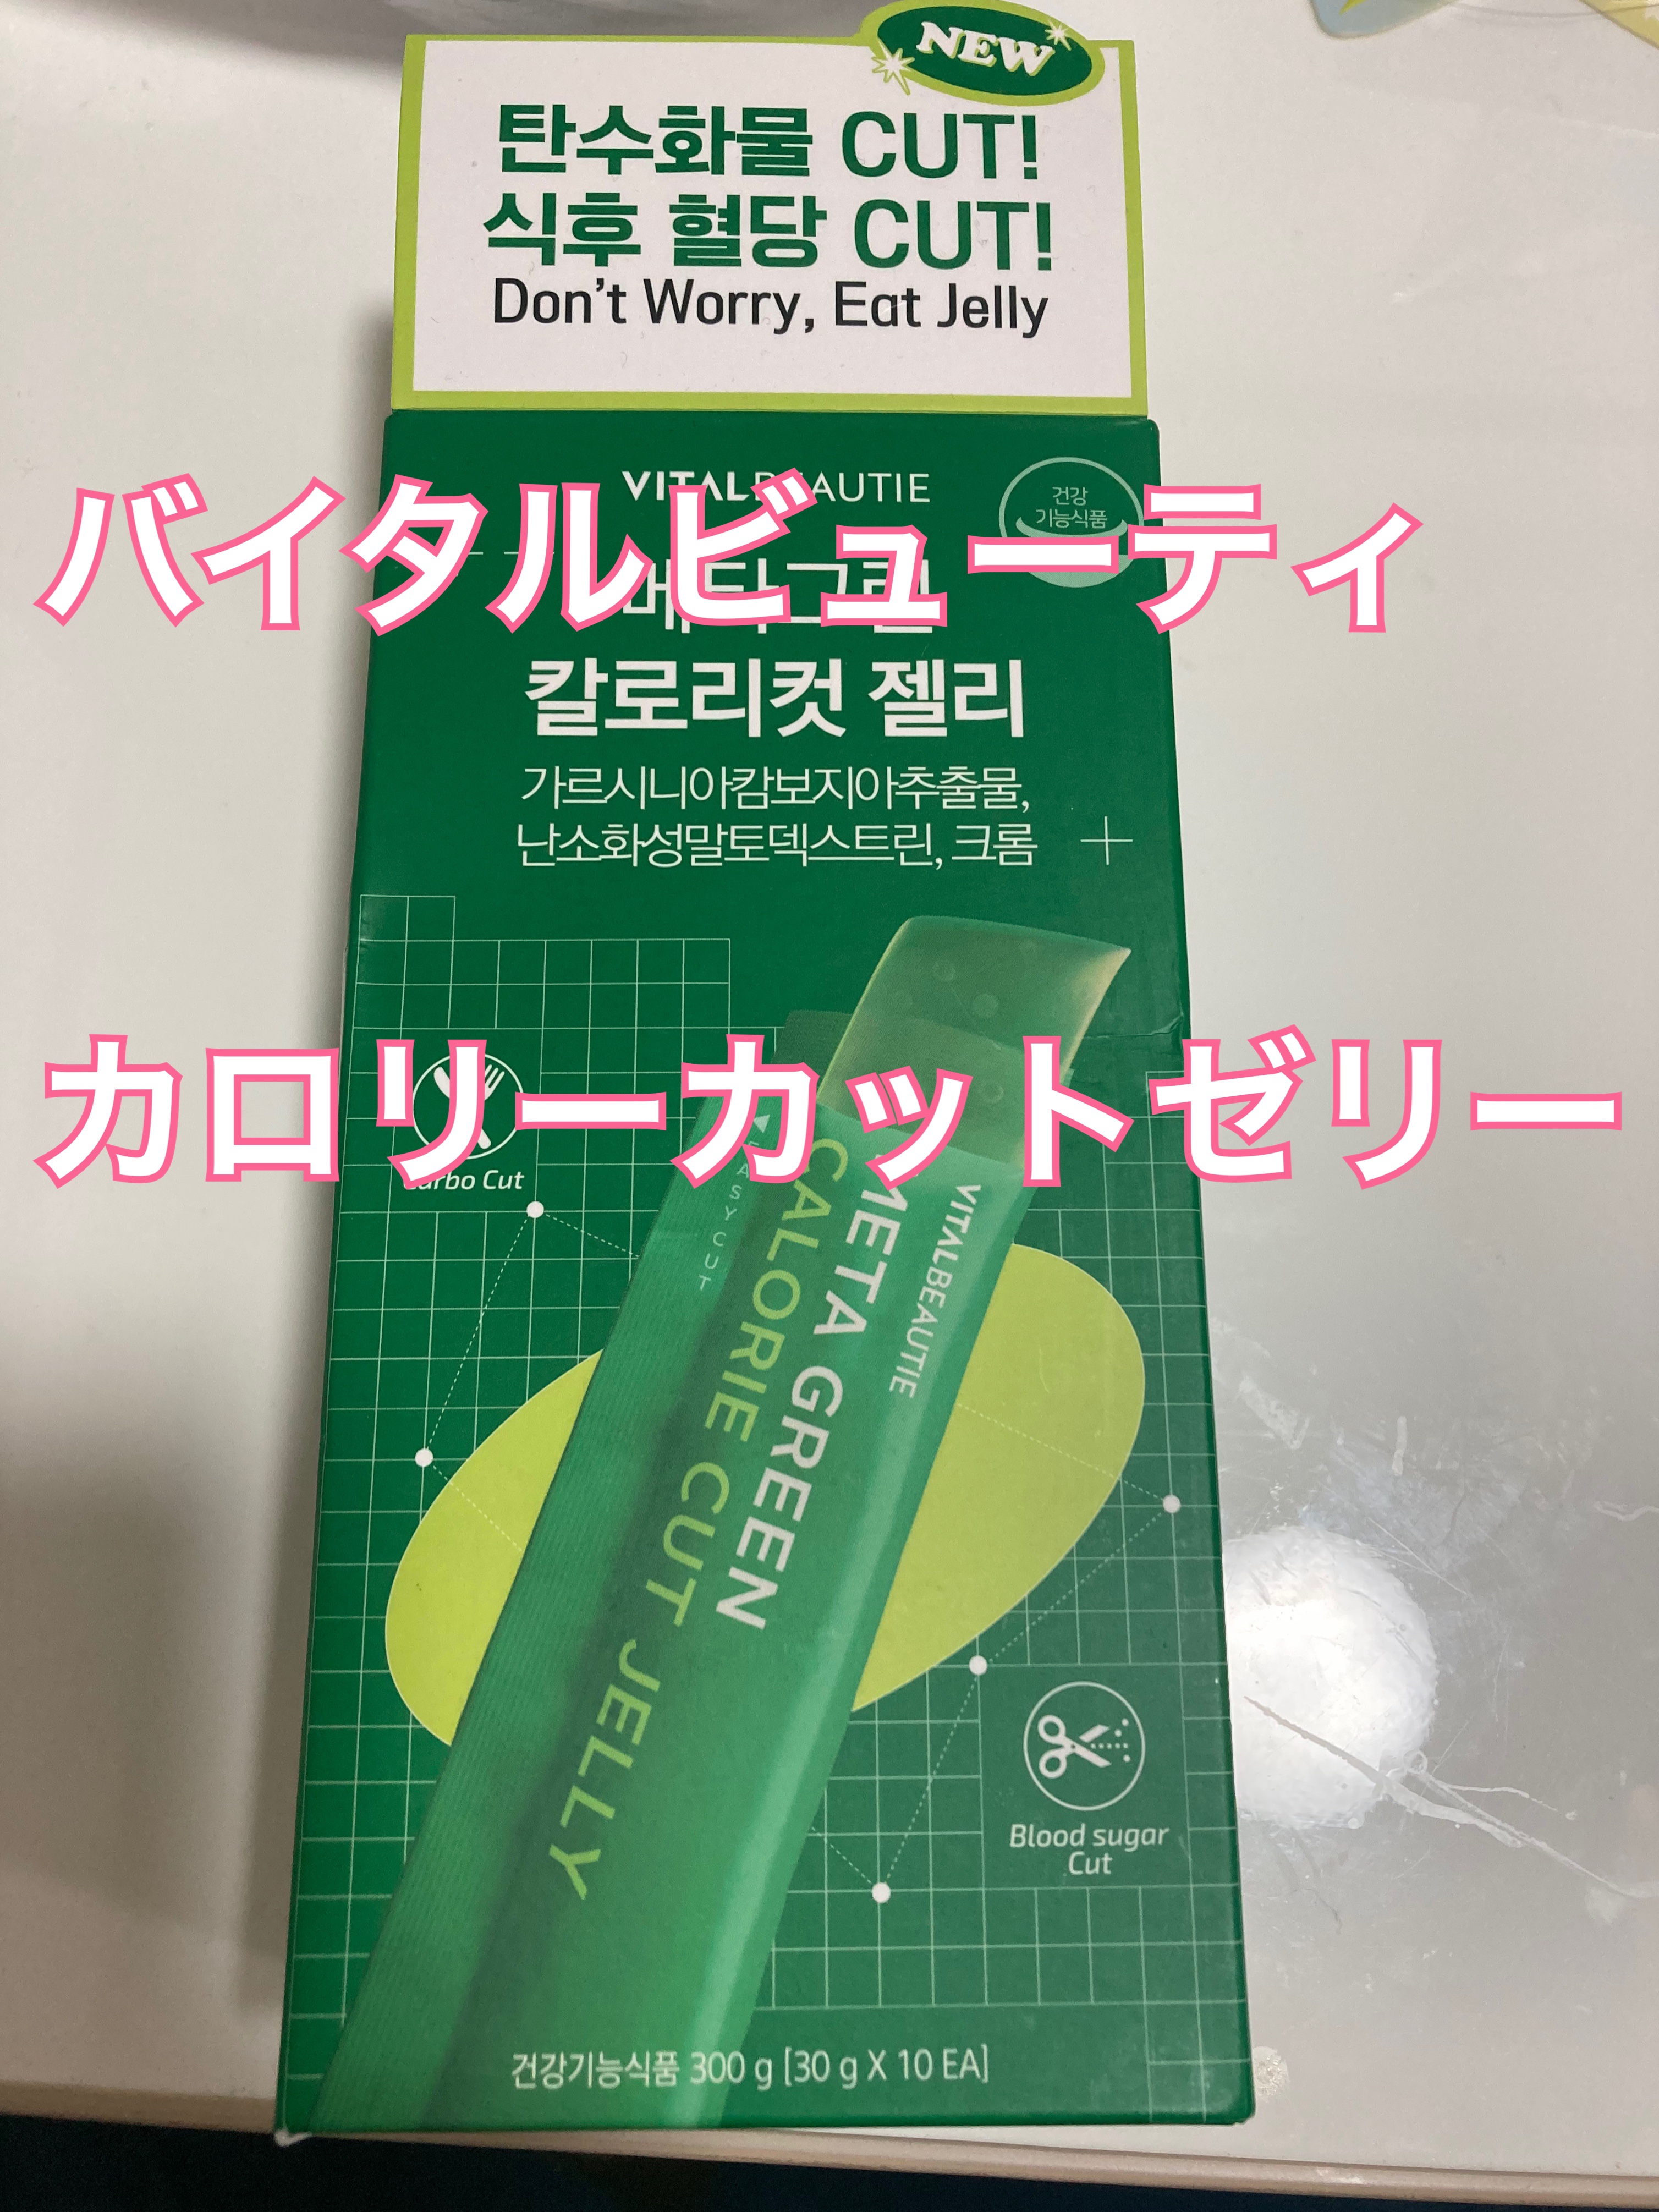 NEW
탄수화물 CUT!
식후 혈당 CUT!
Don't Worry, Eat Jelly
VITALBEAUTIE
건강
기능식품
バイタルビューティ
메타그린
칼로리컷 젤리
가르시니아캄보지아추출물,
난소화성말토덱스트린, 크롬
カロリーカットゼリー
Carbo Cut
EASY CUT
VITALBEAUTIE
META GREEN
CALORIE CUT JELLY
Blood sugar
Cut
건강기능식품 300 g [30 g X 10 EA]